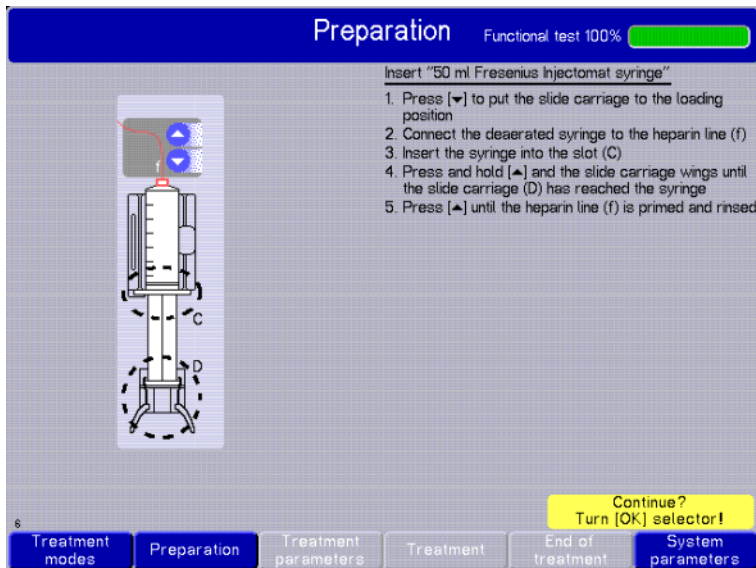 Preparation
Functional test 100%
Insert "50 ml Fresenius Injectomat syringe"
1. Press [▾] to put the slide carriage to the loading
position
2. Connect the deaerated syringe to the heparin line (f)
3. Insert the syringe into the slot (C)
4. Press and hold [▴] and the slide carriage wings until
the slide carriage (D) has reached the syringe
5. Press [▴] until the heparin line (f) is primed and rinsed
f
C
D
Continue?
Turn [OK] selector!
6
Treatment
modes
Preparation
Treatment
parameters
Treatment
End of
treatment
System
parameters